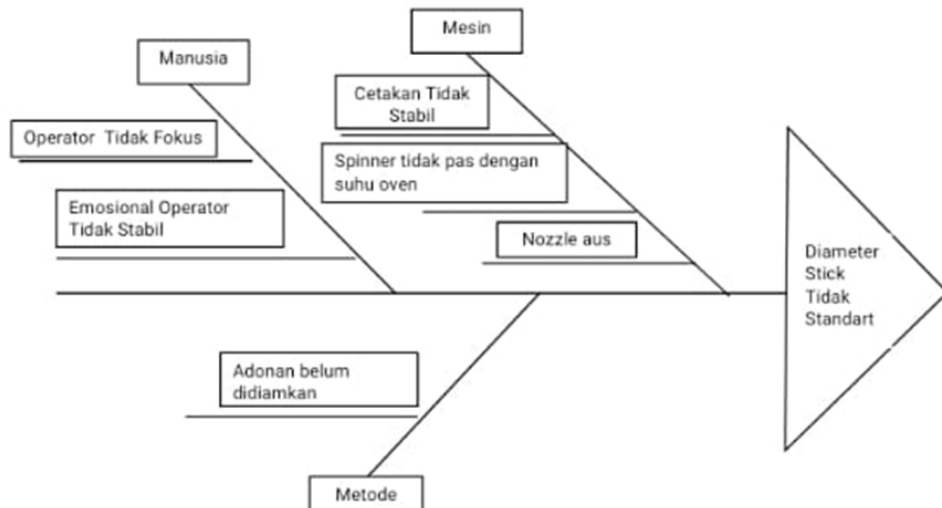 Mesin
Manusia
Cetakan Tidak
Stabil
Operator Tidak Fokus
Spinner tidak pas dengan
suhu oven
Emosional Operator
Tidak Stabil
Nozzle aus
Diameter
Stick
Tidak
Standart
Adonan belum
didiamkan
Metode